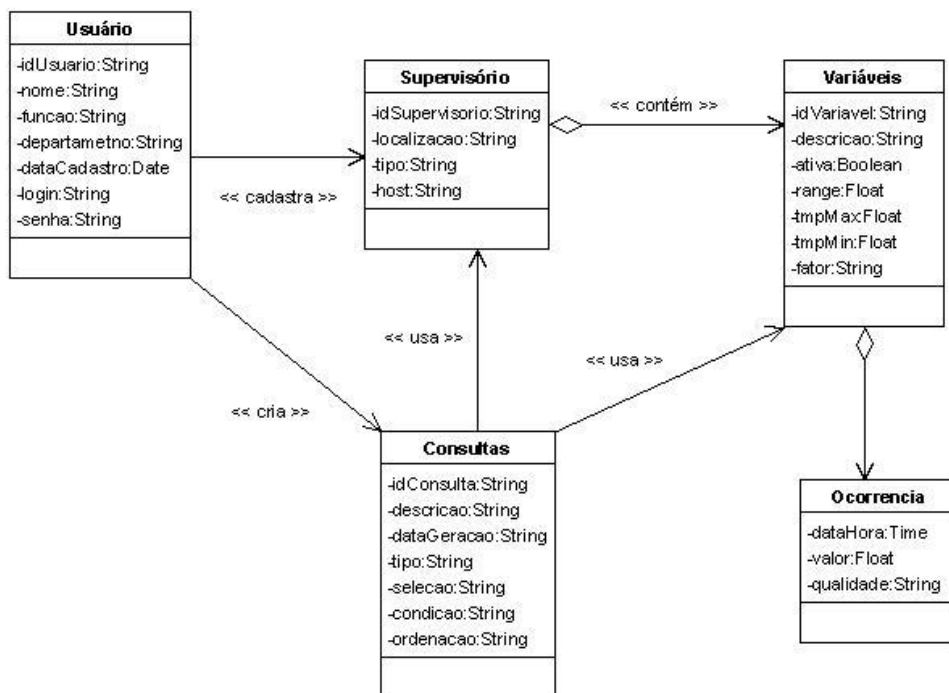 Usuário
-idUsuario:String
-nome:String
-funcao:String
-departametno:String
-dataCadastro:Date
-login:String
-senha:String
<< cadastra >>
Supervisório
-idSupervisorio:String
-localizacao:String
-tipo:String
-host:String
<< contém >>
Variáveis
-idVariavel:String
-descricao:String
-ativa:Boolean
-range:Float
-tmpMax:Float
-tmpMin:Float
-fator:String
<< usa >>
<< usa >>
<< cria >>
Consultas
-idConsulta:String
-descricao:String
-dataGeracao:String
-tipo:String
-selecao:String
-condicao:String
-ordenacao:String
Ocorrencia
-dataHora:Time
-valor:Float
-qualidade:String